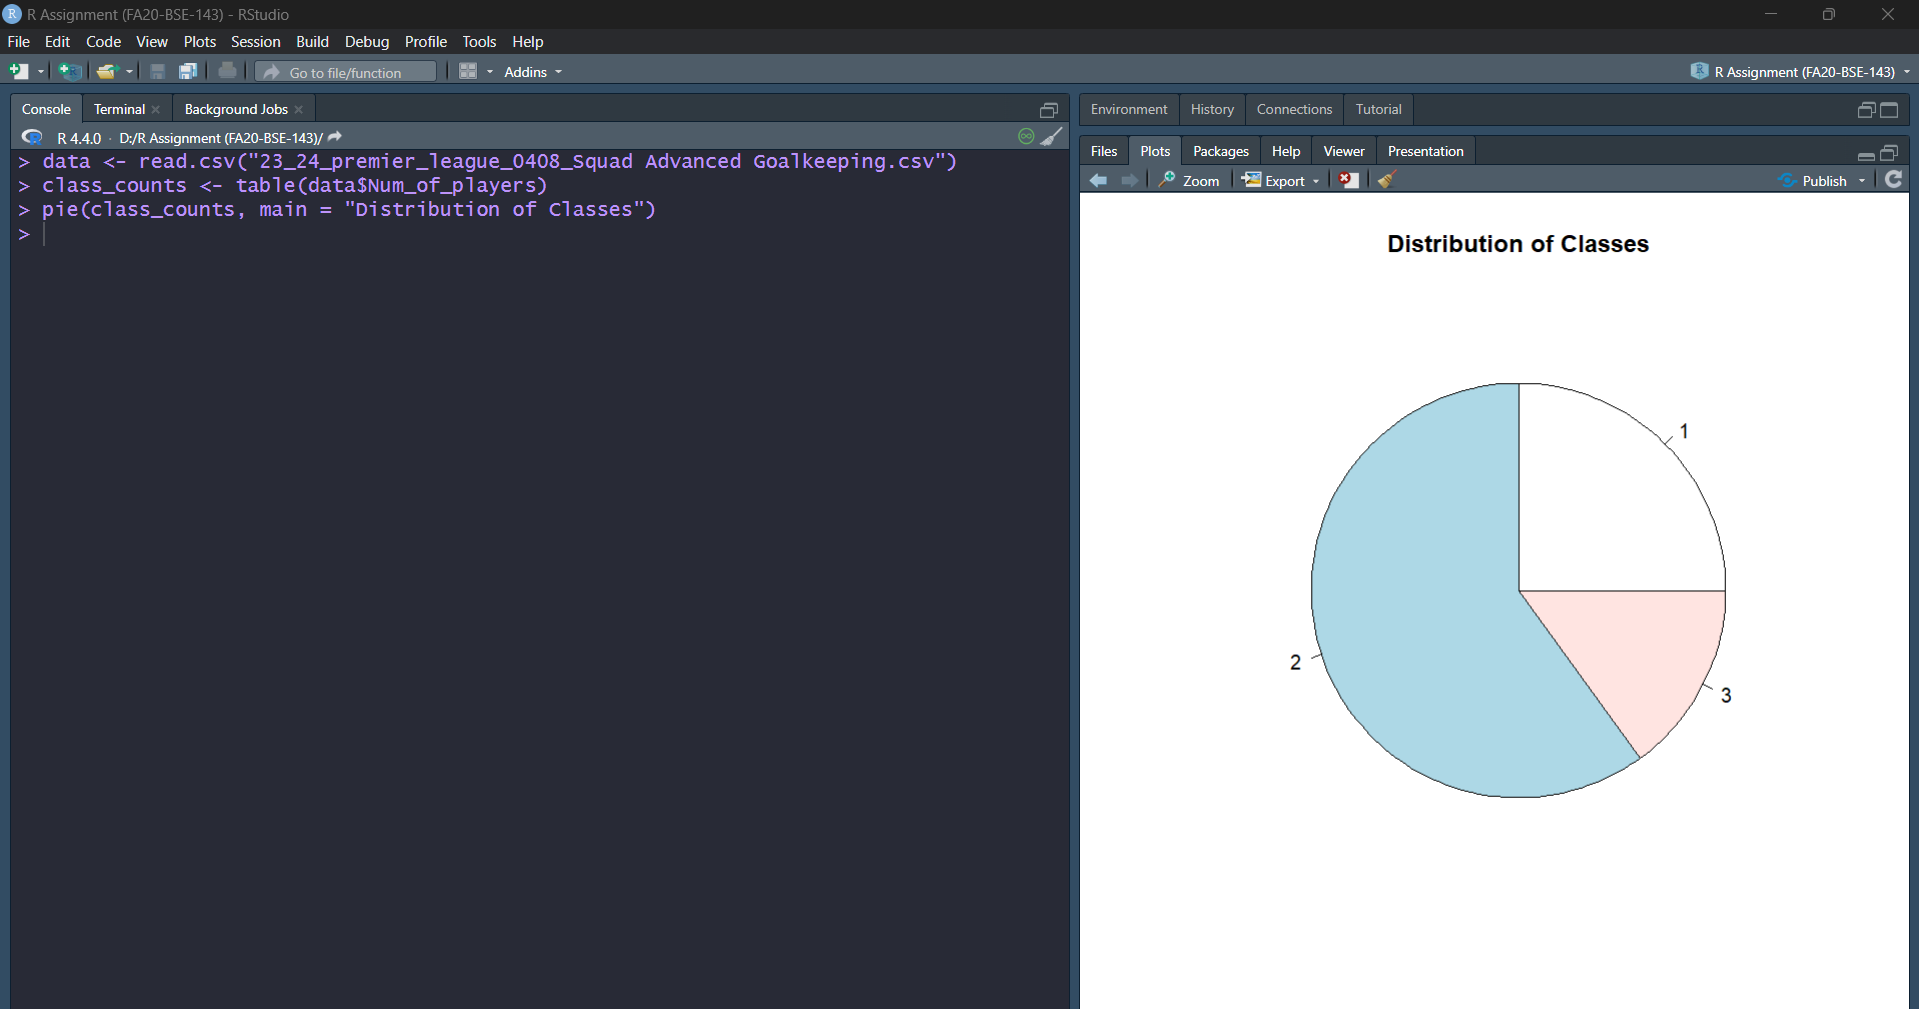 R Assignment (FA20-BSE-143) - RStudio
File Edit Code View Plots Session Build Debug Profile Tools Help
Go to file/function Addins R Assignment (FA20-BSE-143)
Console Terminal Background Jobs
R 4.4.0 · D:/R Assignment (FA20-BSE-143)/
> data <- read.csv("23_24_premier_league_0408_Squad Advanced Goalkeeping.csv")
> class_counts <- table(data$Num_of_players)
> pie(class_counts, main = "Distribution of Classes")
>
Environment History Connections Tutorial
Files Plots Packages Help Viewer Presentation
Zoom Export Publish
Distribution of Classes
1
2
3